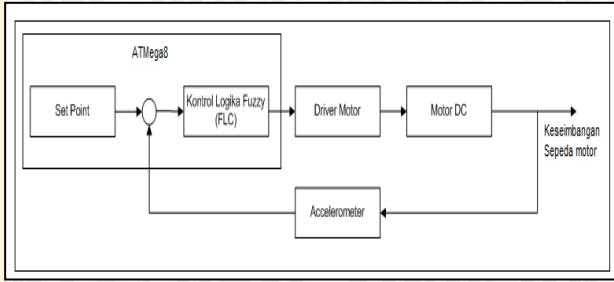 ATMega8
Set Point
Kontrol Logika Fuzzy
(FLC)
Driver Motor
Motor DC
Keseimbangan
Sepeda motor
Accelerometer